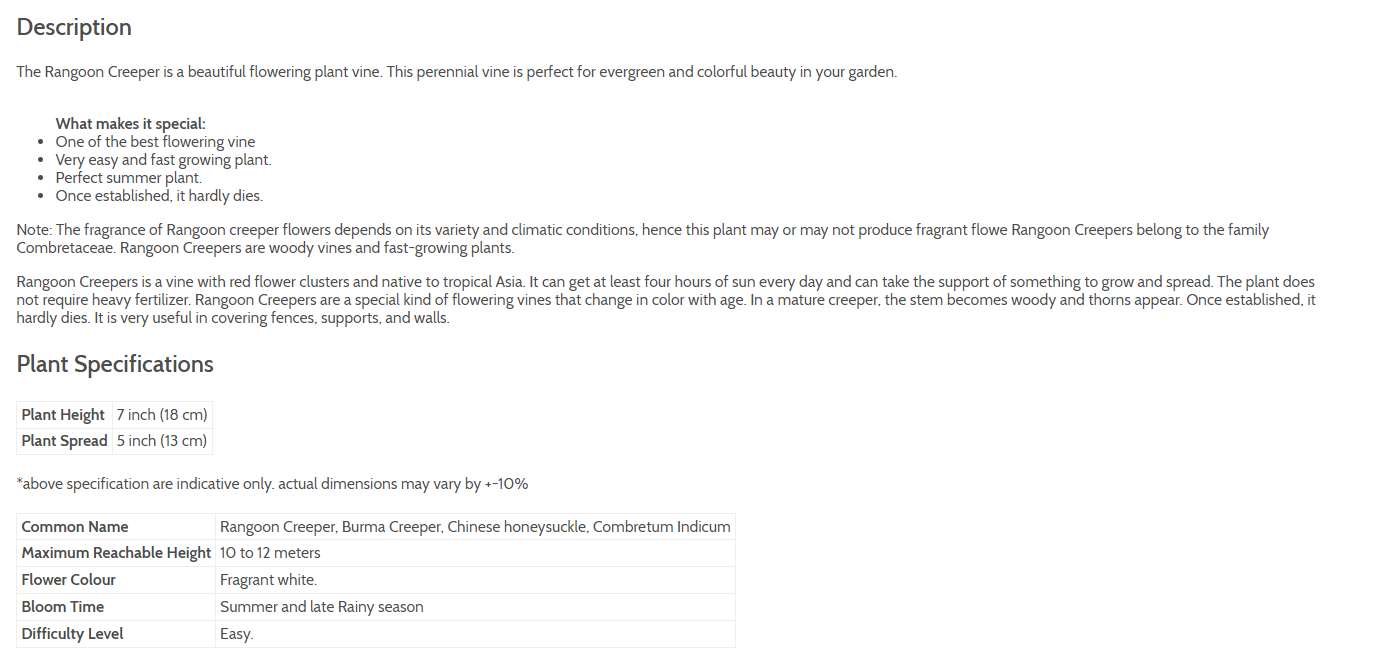 Description
The Rangoon Creeper is a beautiful flowering plant vine. This perennial vine is perfect for evergreen and colorful beauty in your garden.
What makes it special:
One of the best flowering vine
Very easy and fast growing plant.
Perfect summer plant.
Once established, it hardly dies.
Note: The fragrance of Rangoon creeper flowers depends on its variety and climatic conditions, hence this plant may or may not produce fragrant flowe Rangoon Creepers belong to the family
Combretaceae. Rangoon Creepers are woody vines and fast-growing plants.
Rangoon Creepers is a vine with red flower clusters and native to tropical Asia. It can get at least four hours of sun every day and can take the support of something to grow and spread. The plant does
not require heavy fertilizer. Rangoon Creepers are a special kind of flowering vines that change in color with age. In a mature creeper, the stem becomes woody and thorns appear. Once established, it
hardly dies. It is very useful in covering fences, supports, and walls.
Plant Specifications
Plant Height 7 inch (18 cm)
Plant Spread 5 inch (13 cm)
*above specification are indicative only. actual dimensions may vary by +-10%
Common Name Rangoon Creeper, Burma Creeper, Chinese honeysuckle, Combretum Indicum
Maximum Reachable Height 10 to 12 meters
Flower Colour Fragrant white.
Bloom Time Summer and late Rainy season
Difficulty Level Easy.